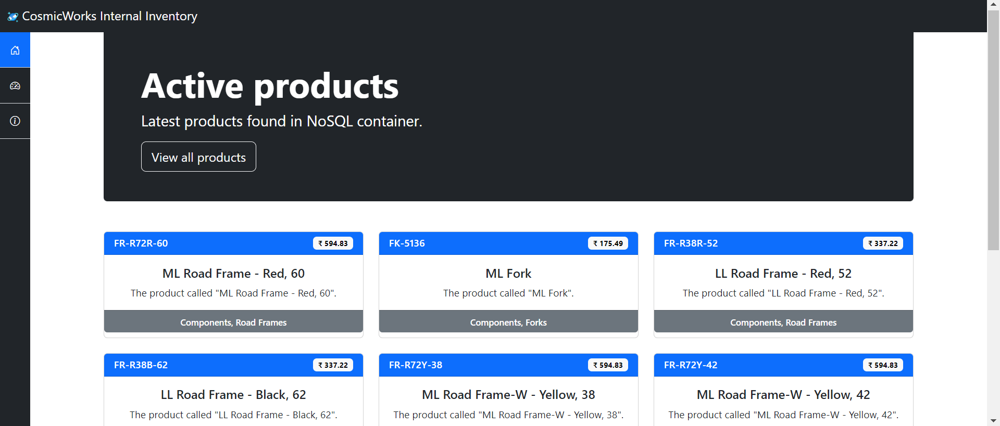 CosmicWorks Internal Inventory
Active products
Latest products found in NoSQL container.
View all products
FR-R72R-60 ₹ 594.83
ML Road Frame - Red, 60
The product called "ML Road Frame - Red, 60".
Components, Road Frames
FK-5136 ₹ 175.49
ML Fork
The product called "ML Fork".
Components, Forks
FR-R38R-52 ₹ 337.22
LL Road Frame - Red, 52
The product called "LL Road Frame - Red, 52".
Components, Road Frames
FR-R38B-62 ₹ 337.22
LL Road Frame - Black, 62
The product called "LL Road Frame - Black, 62".
FR-R72Y-38 ₹ 594.83
ML Road Frame-W - Yellow, 38
The product called "ML Road Frame-W - Yellow, 38".
FR-R72Y-42 ₹ 594.83
ML Road Frame-W - Yellow, 42
The product called "ML Road Frame-W - Yellow, 42".